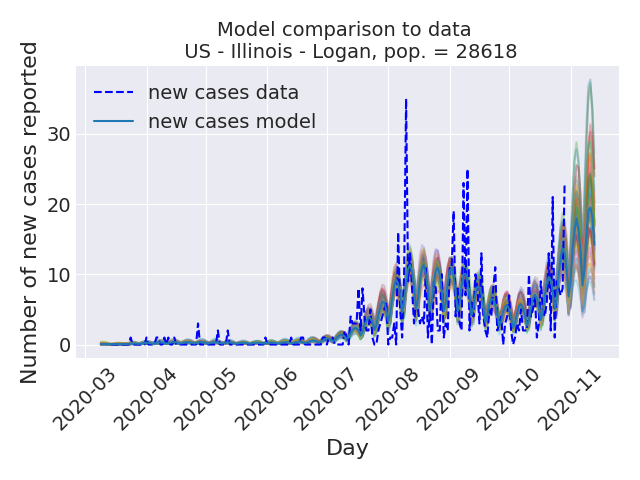 Model comparison to data
US - Illinois - Logan, pop. = 28618
Number of new cases reported
new cases data
new cases model
30
20
10
0
2020-03
2020-04
2020-05
2020-06
2020-07
2020-08
2020-09
2020-10
2020-11
Day